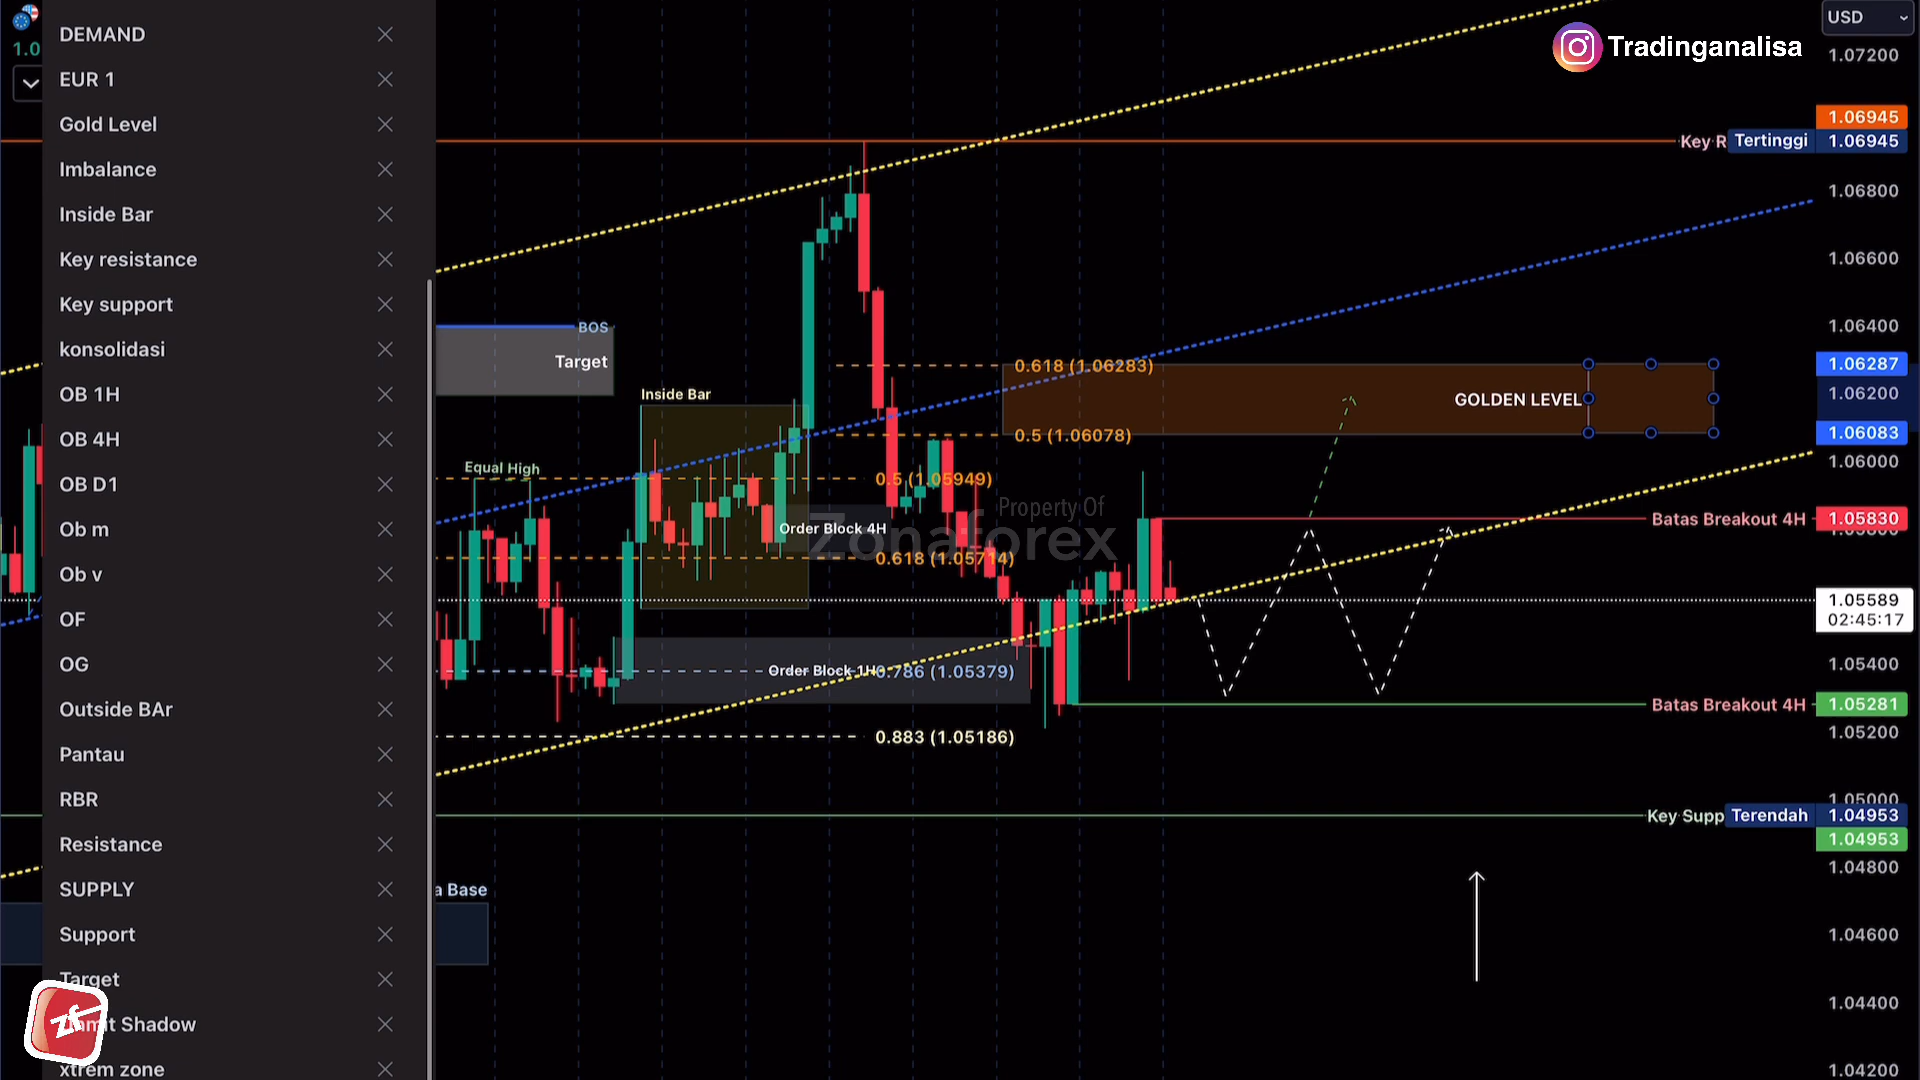 1.0
DEMAND
EUR 1
Gold Level
Imbalance
Inside Bar
Key resistance
Key support
konsolidasi
OB 1H
OB 4H
OB D1
Ob m
Ob v
OF
OG
Outside BAr
Pantau
RBR
Resistance
SUPPLY
Support
Target
Shadow
xtrem zone
zf
Tradinganalisa
USD
1.07200
1.06945
Key R
Tertinggi
1.06945
1.06800
1.06600
1.06400
BOS
Target
0.618 (1.06283)
1.06287
Inside Bar
GOLDEN LEVEL
1.06200
0.5 (1.06078)
1.06083
1.06000
Equal High
0.5 (1.05949)
Property Of
Zonaforex
Order Block 4H
Batas Breakout 4H
1.05830
0.618 (1.05714)
1.05589
02:45:17
Order Block 1H
0.786 (1.05379)
1.05400
Batas Breakout 4H
1.05281
0.883 (1.05186)
1.05200
1.05000
Key Supp
Terendah
1.04953
1.04953
1.04800
a Base
1.04600
1.04400
1.04200